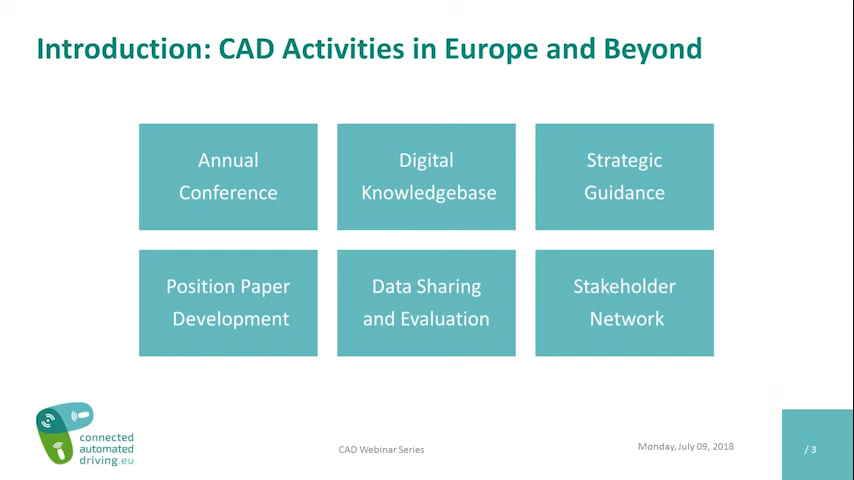 Introduction: CAD Activities in Europe and Beyond
Annual
Conference
Digital
Knowledgebase
Strategic
Guidance
Position Paper
Development
Data Sharing
and Evaluation
Stakeholder
Network
connected
automated
driving.eu
CAD Webinar Series
Monday, July 09, 2018
/ 3